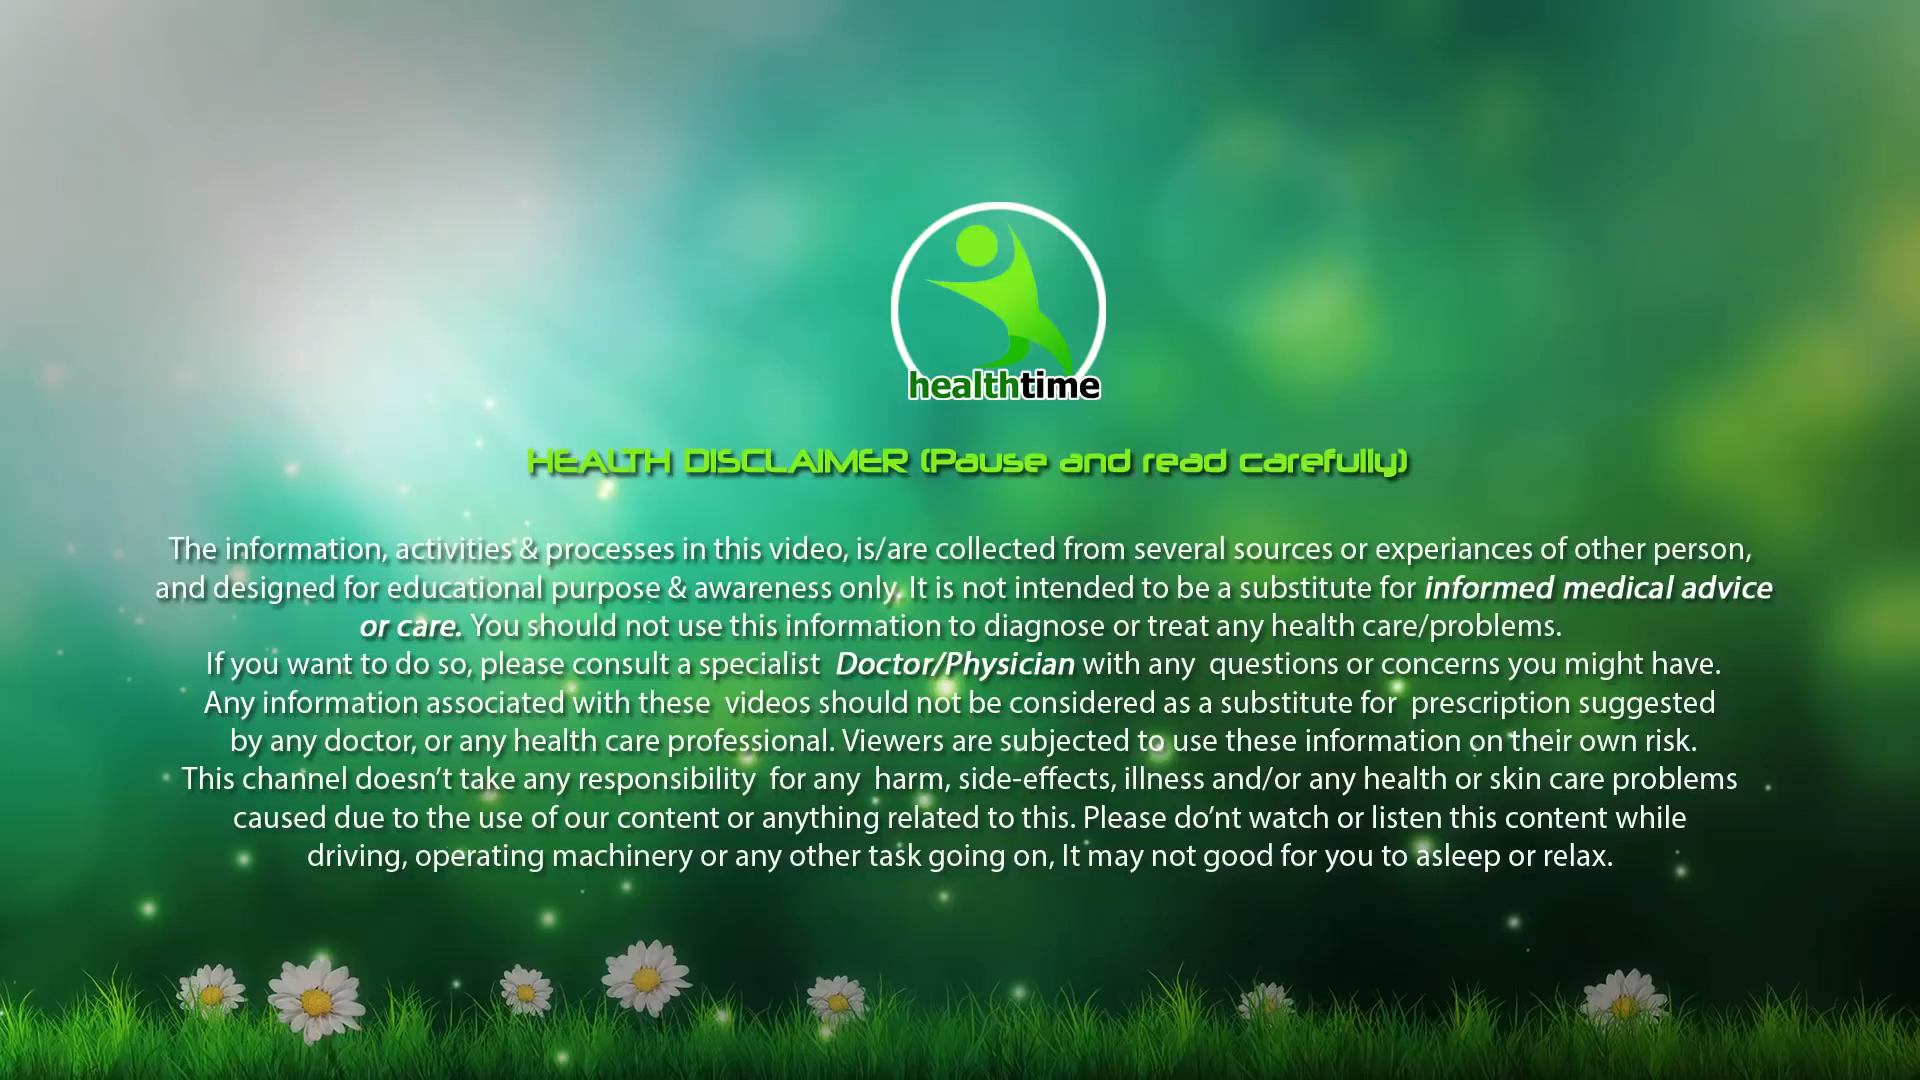 healthtime
HEALTH DISCLAIMER (Pause and read carefully)
The information, activities & processes in this video, is/are collected from several sources or experiances of other person,
and designed for educational purpose & awareness only. It is not intended to be a substitute for informed medical advice
or care. You should not use this information to diagnose or treat any health care/problems.
If you want to do so, please consult a specialist Doctor/Physician with any questions or concerns you might have.
Any information associated with these videos should not be considered as a substitute for prescription suggested
by any doctor, or any health care professional. Viewers are subjected to use these information on their own risk.
This channel doesn’t take any responsibility for any harm, side-effects, illness and/or any health or skin care problems
caused due to the use of our content or anything related to this. Please do’nt watch or listen this content while
driving, operating machinery or any other task going on, It may not good for you to asleep or relax.